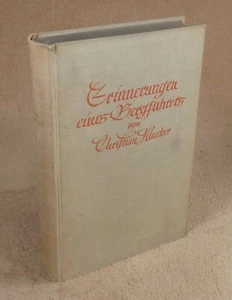 Erinnerungen
eines Bergführers
von
Christian Klucker